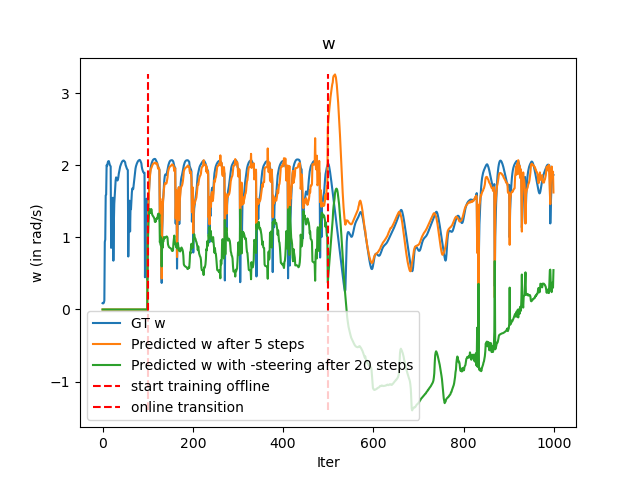 w
w (in rad/s)
3
2
1
0
−1
GT w
Predicted w after 5 steps
Predicted w with -steering after 20 steps
start training offline
online transition
0
200
400
600
800
1000
Iter